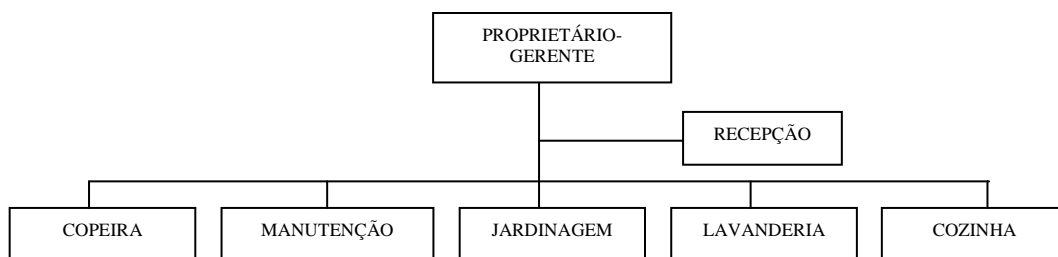 PROPRIETÁRIO-
GERENTE
RECEPÇÃO
COPEIRA
MANUTENÇÃO
JARDINAGEM
LAVANDERIA
COZINHA